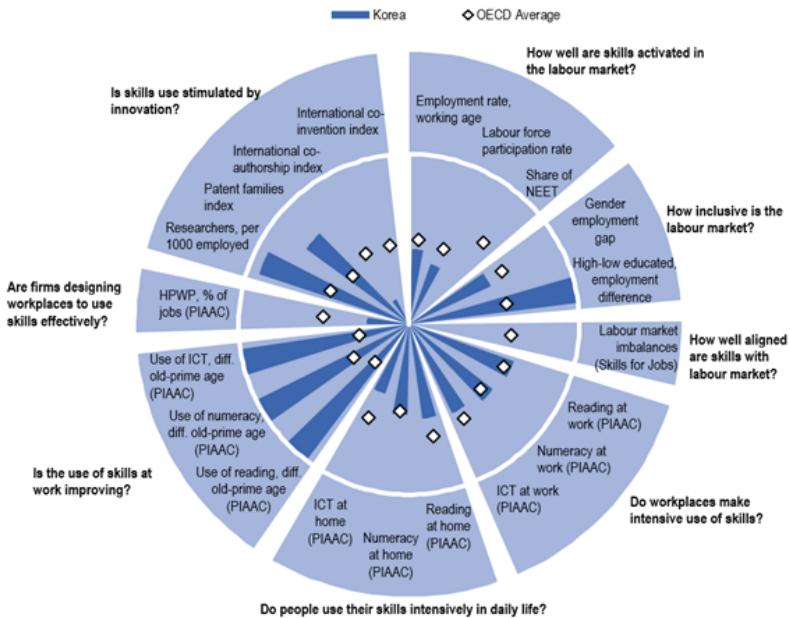 Korea
OECD Average
How well are skills activated in
the labour market?
Employment rate,
working age
Labour force
participation rate
Share of
NEET
How inclusive is the
labour market?
Gender
employment
gap
High-low educated,
employment
difference
How well aligned
are skills with
labour market?
Labour market
imbalances
(Skills for Jobs)
Do workplaces make
intensive use of skills?
Reading at
work (PIAAC)
Numeracy at
work (PIAAC)
ICT at work
(PIAAC)
Do people use their skills intensively in daily life?
Reading
at home
(PIAAC)
Numeracy
at home
(PIAAC)
ICT at
home
(PIAAC)
Is the use of skills at
work improving?
Use of reading, diff.
old-prime age
(PIAAC)
Use of numeracy,
diff. old-prime age
(PIAAC)
Use of ICT, diff.
old-prime age
(PIAAC)
Are firms designing
workplaces to use
skills effectively?
HPWP, % of
jobs (PIAAC)
Is skills use stimulated by
innovation?
Researchers, per
1000 employed
Patent families
index
International co-
authorship index
International co-
invention index